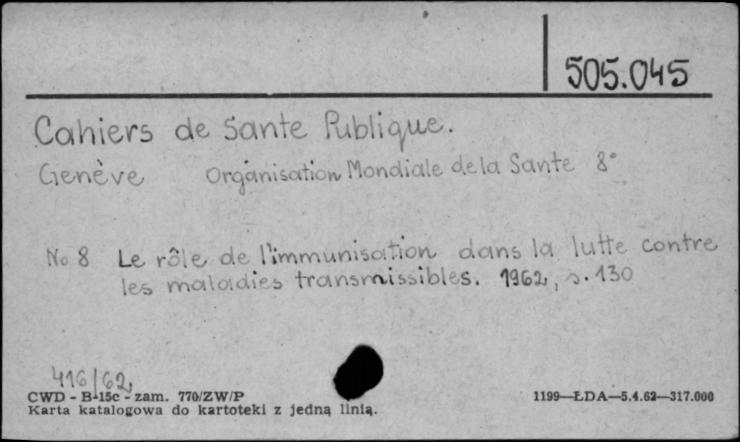 505.045
Cahiers de Sante Publique.
Genève Organisation Mondiale de la Sante 8°
No 8 Le rôle de l'immunisation dans la lutte contre
les maladies transmissibles. 1962, s. 130
416/62
CWD - B-15c - zam. 770/ZW/P
Karta katalogowa do kartoteki z jedną linią.
1199—ŁDA—5.4.62—317.000